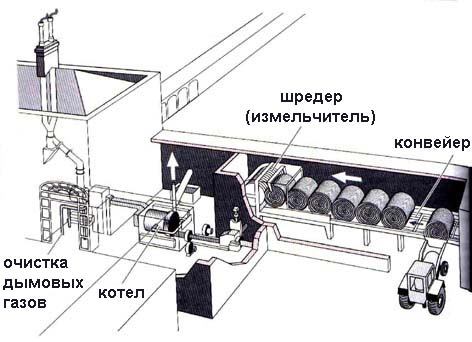 шредер
(измельчитель)
конвейер
очистка
дымовых
газов
котел